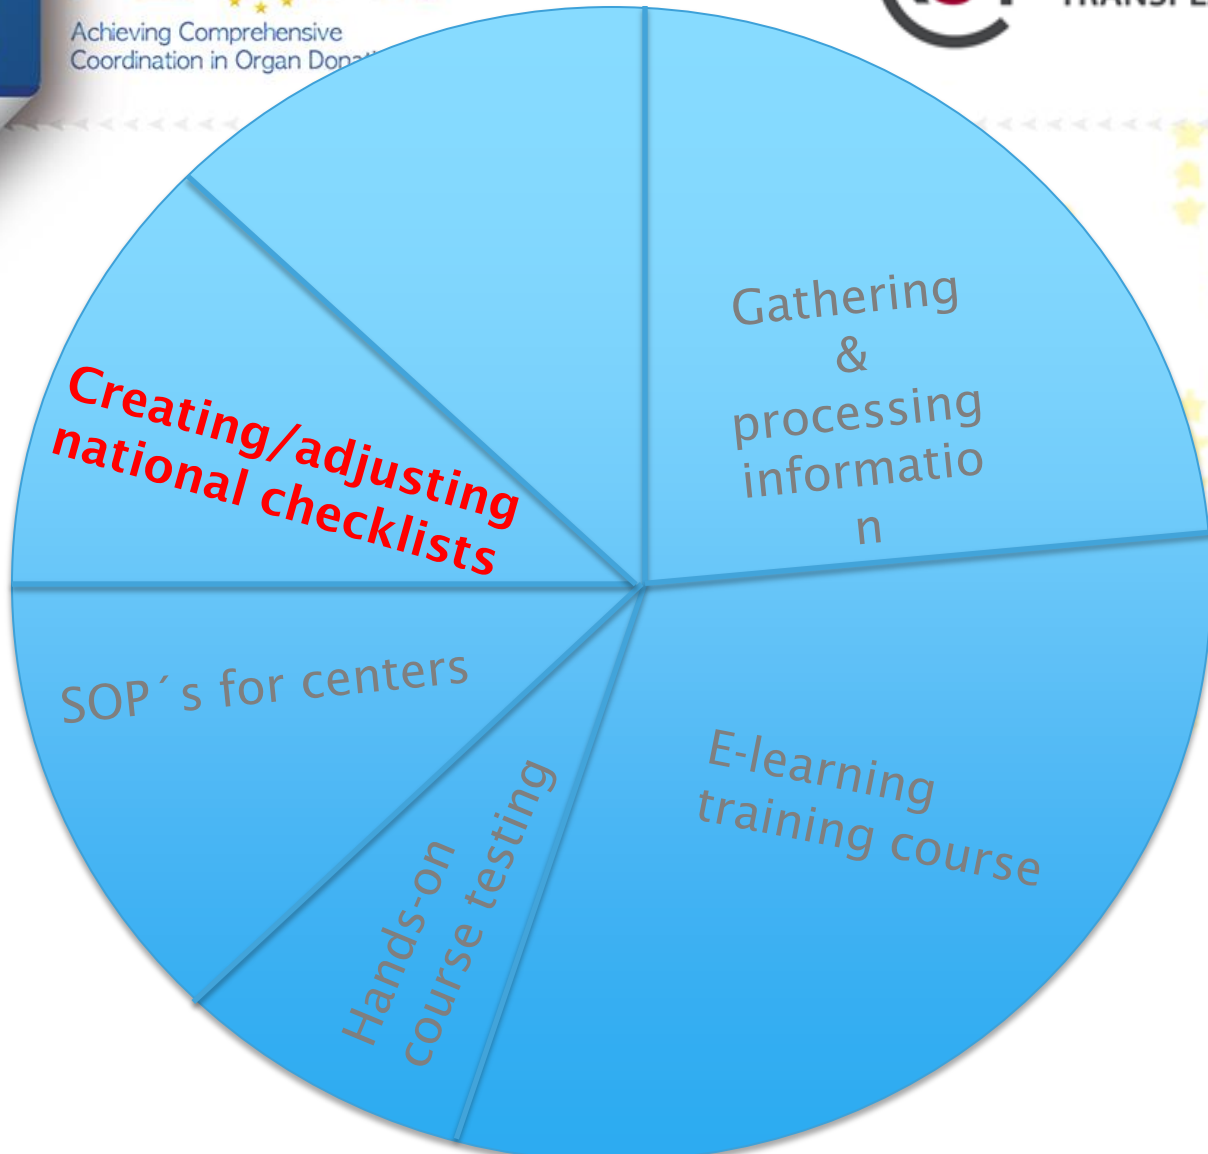 Achieving Comprehensive
Coordination in Organ
Gathering
&
processing
informatio
n
Creating/adjusting
national checklists
SOP´s for centers
E-learning
training course
Hands-on
course testing